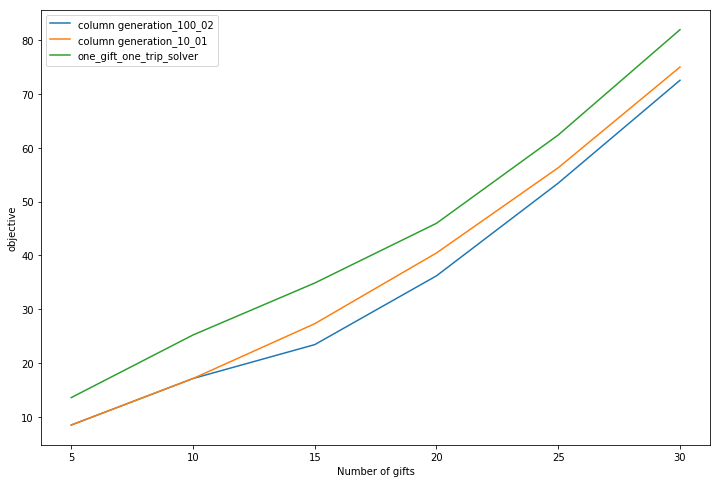 column generation_100_02
column generation_10_01
one_gift_one_trip_solver
80
70
60
50
40
30
20
10
objective
5 10 15 20 25 30
Number of gifts